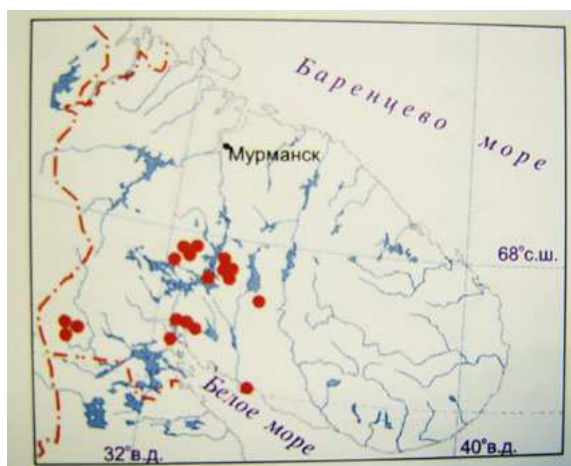 Баренцево море
Мурманск
68°с.ш.
Белое море
32°в.д.
40°в.д.